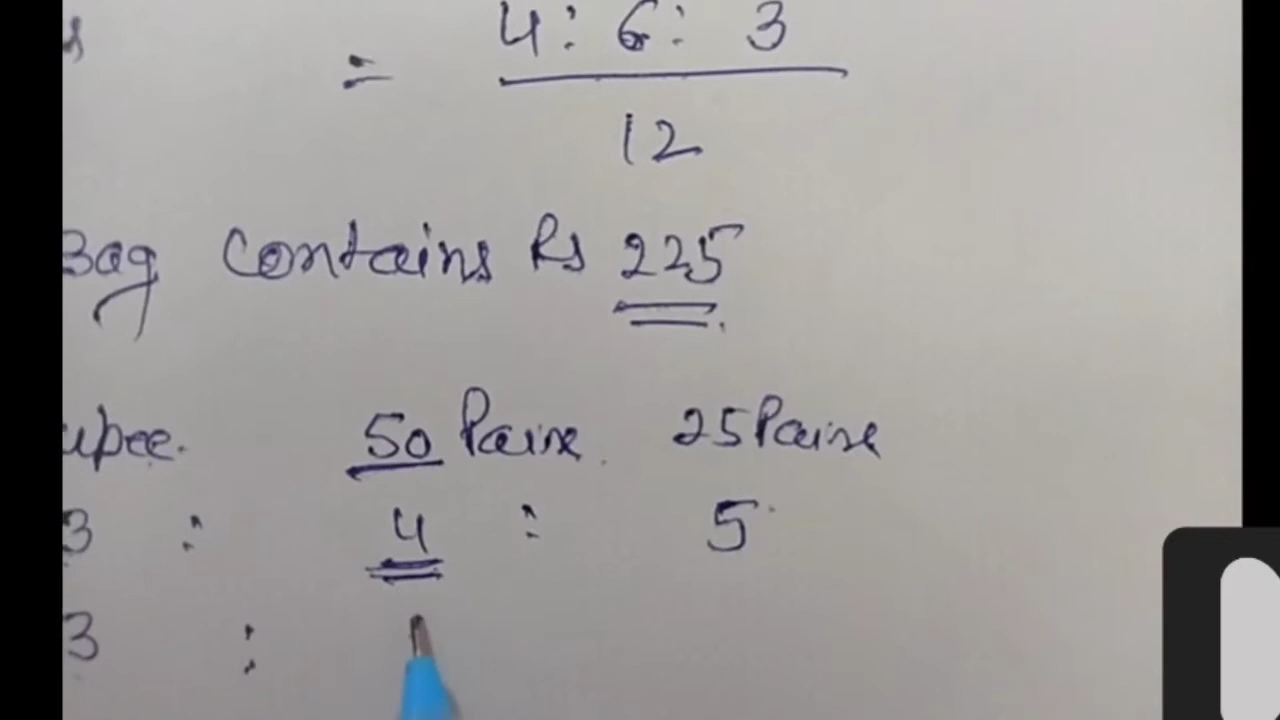 = 4 : 6 : 3
12
Bag contains Rs 225.
upee. 50 Paise. 25 Paise
3 : 4 : 5
3 :